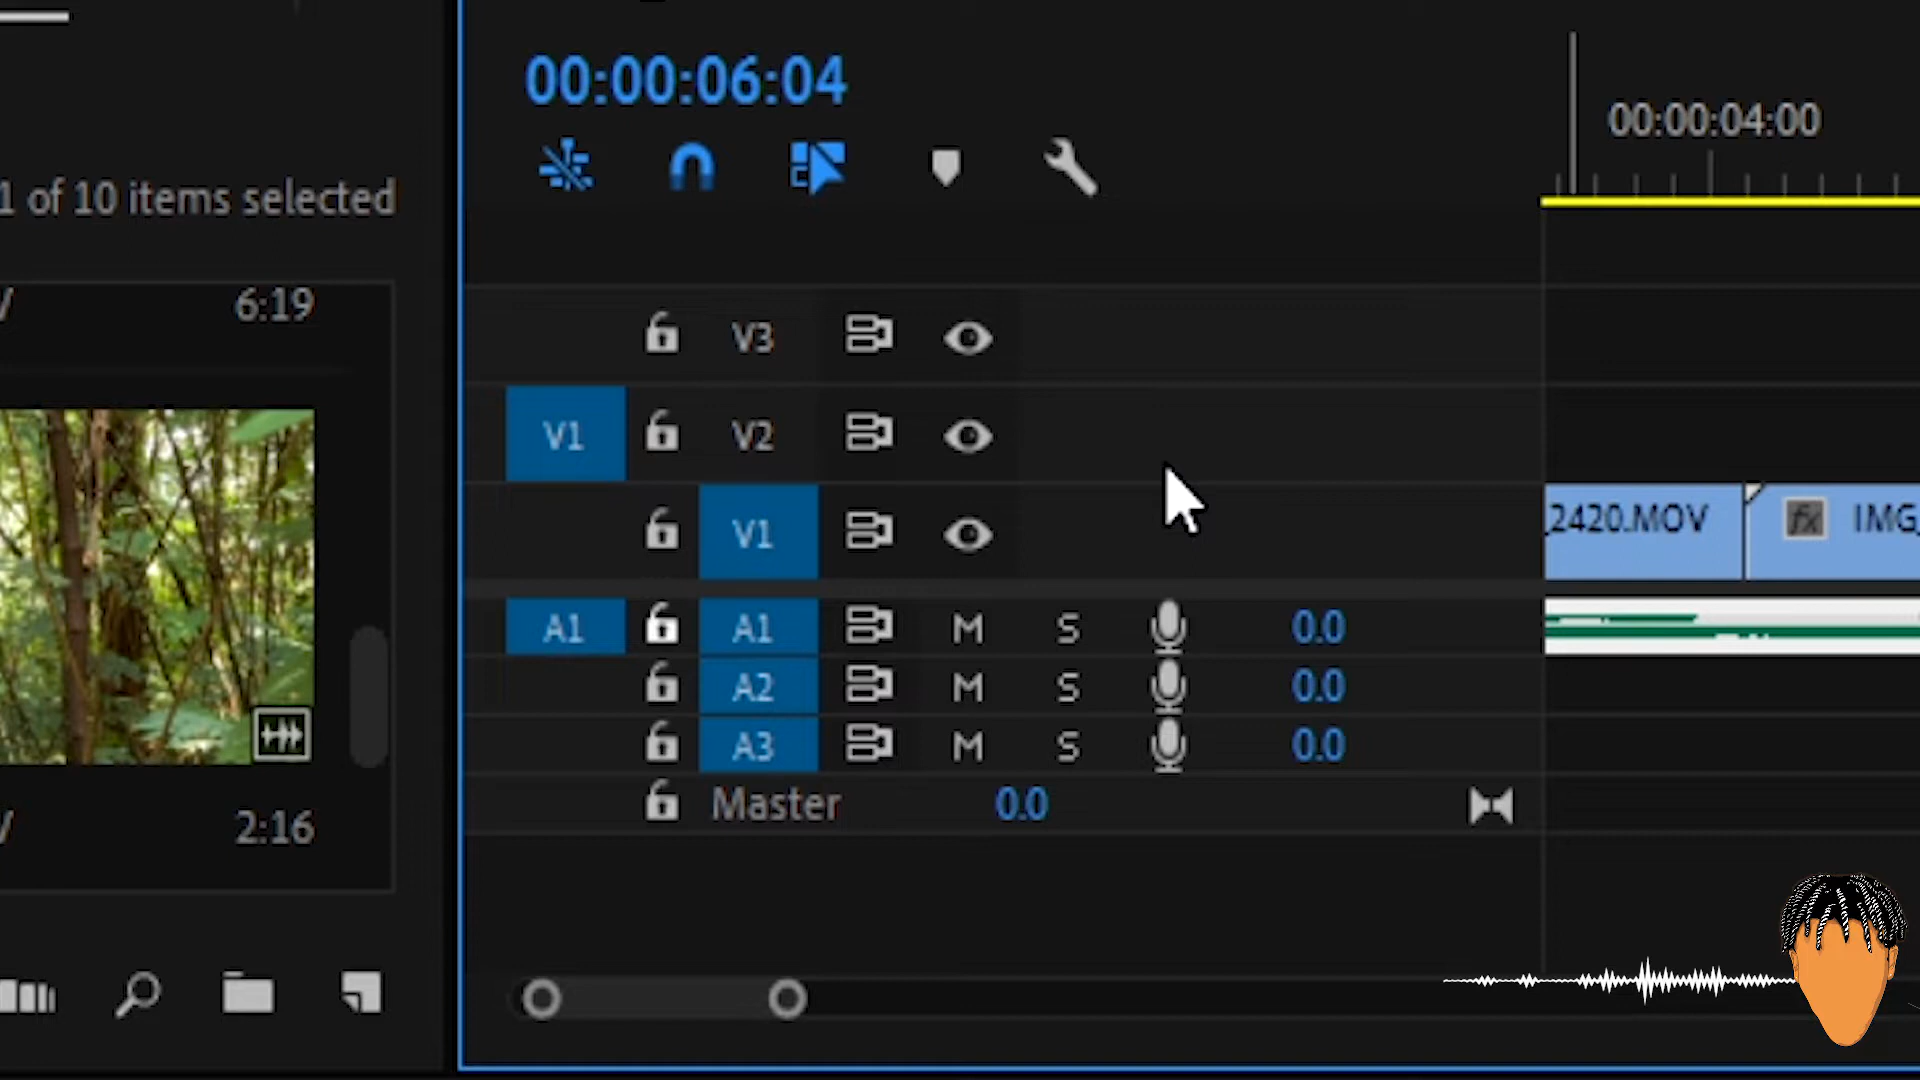 00:00:06:04
00:00:04:00
1 of 10 items selected
6:19
V3
V1 V2
V1
2420.MOV fx IMG
A1 A1 M S 0.0
A2 M S 0.0
A3 M S 0.0
Master 0.0
2:16